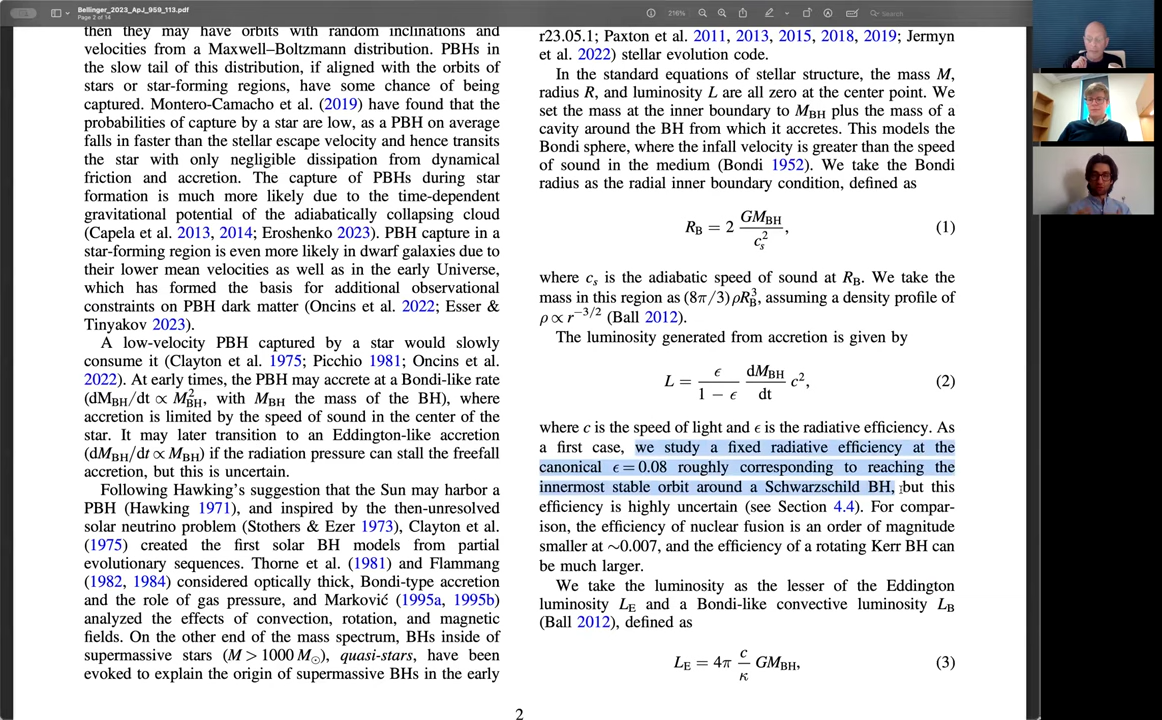 Bellinger_2023_ApJ_959_113.pdf
Page 2 of 14
216%
Search
then they may have orbits with random inclinations and
velocities from a Maxwell–Boltzmann distribution. PBHs in
the slow tail of this distribution, if aligned with the orbits of
stars or star-forming regions, have some chance of being
captured. Montero-Camacho et al. (2019) have found that the
probabilities of capture by a star are low, as a PBH on average
falls in faster than the stellar escape velocity and hence transits
the star with only negligible dissipation from dynamical
friction and accretion. The capture of PBHs during star
formation is much more likely due to the time-dependent
gravitational potential of the adiabatically collapsing cloud
(Capela et al. 2013, 2014; Eroshenko 2023). PBH capture in a
star-forming region is even more likely in dwarf galaxies due to
their lower mean velocities as well as in the early Universe,
which has formed the basis for additional observational
constraints on PBH dark matter (Oncins et al. 2022; Esser &
Tinyakov 2023).
A low-velocity PBH captured by a star would slowly
consume it (Clayton et al. 1975; Picchio 1981; Oncins et al.
2022). At early times, the PBH may accrete at a Bondi-like rate
(dM_BH/dt ∝ M²_BH, with M_BH the mass of the BH), where
accretion is limited by the speed of sound in the center of the
star. It may later transition to an Eddington-like accretion
(dM_BH/dt ∝ M_BH) if the radiation pressure can stall the freefall
accretion, but this is uncertain.
Following Hawking's suggestion that the Sun may harbor a
PBH (Hawking 1971), and inspired by the then-unresolved
solar neutrino problem (Stothers & Ezer 1973), Clayton et al.
(1975) created the first solar BH models from partial
evolutionary sequences. Thorne et al. (1981) and Flammang
(1982, 1984) considered optically thick, Bondi-type accretion
and the role of gas pressure, and Marković (1995a, 1995b)
analyzed the effects of convection, rotation, and magnetic
fields. On the other end of the mass spectrum, BHs inside of
supermassive stars (M > 1000 M⊙), quasi-stars, have been
evoked to explain the origin of supermassive BHs in the early
r23.05.1; Paxton et al. 2011, 2013, 2015, 2018, 2019; Jermyn
et al. 2022) stellar evolution code.
In the standard equations of stellar structure, the mass M,
radius R, and luminosity L are all zero at the center point. We
set the mass at the inner boundary to M_BH plus the mass of a
cavity around the BH from which it accretes. This models the
Bondi sphere, where the infall velocity is greater than the speed
of sound in the medium (Bondi 1952). We take the Bondi
radius as the radial inner boundary condition, defined as
R_B = 2 GM_BH / c_s², (1)
where c_s is the adiabatic speed of sound at R_B. We take the
mass in this region as (8π/3)ρR_B³, assuming a density profile of
ρ ∝ r^−3/2 (Ball 2012).
The luminosity generated from accretion is given by
L = ϵ / (1 − ϵ) dM_BH/dt c², (2)
where c is the speed of light and ϵ is the radiative efficiency. As
a first case, we study a fixed radiative efficiency at the
canonical ϵ = 0.08 roughly corresponding to reaching the
innermost stable orbit around a Schwarzschild BH, but this
efficiency is highly uncertain (see Section 4.4). For compar-
ison, the efficiency of nuclear fusion is an order of magnitude
smaller at ∼0.007, and the efficiency of a rotating Kerr BH can
be much larger.
We take the luminosity as the lesser of the Eddington
luminosity L_E and a Bondi-like convective luminosity L_B
(Ball 2012), defined as
L_E = 4π c/κ GM_BH, (3)
2